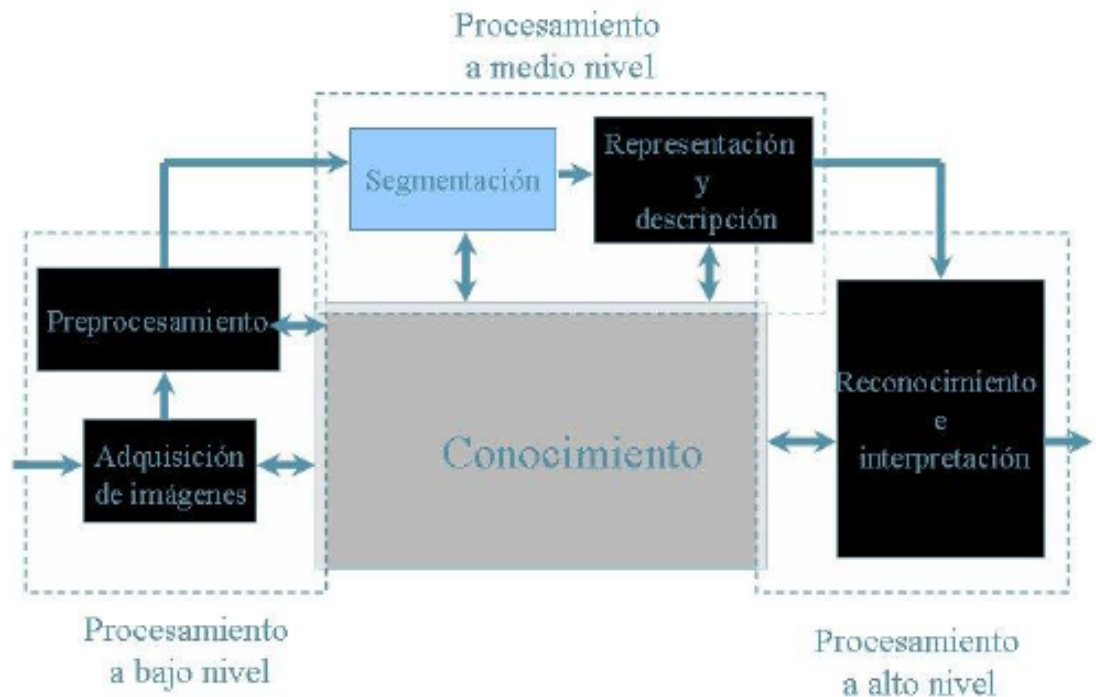 Procesamiento
a medio nivel
Segmentación
Representación
y
descripción
Preprocesamiento
Adquisición
de imágenes
Conocimiento
Reconocimiento
e
interpretación
Procesamiento
a bajo nivel
Procesamiento
a alto nivel